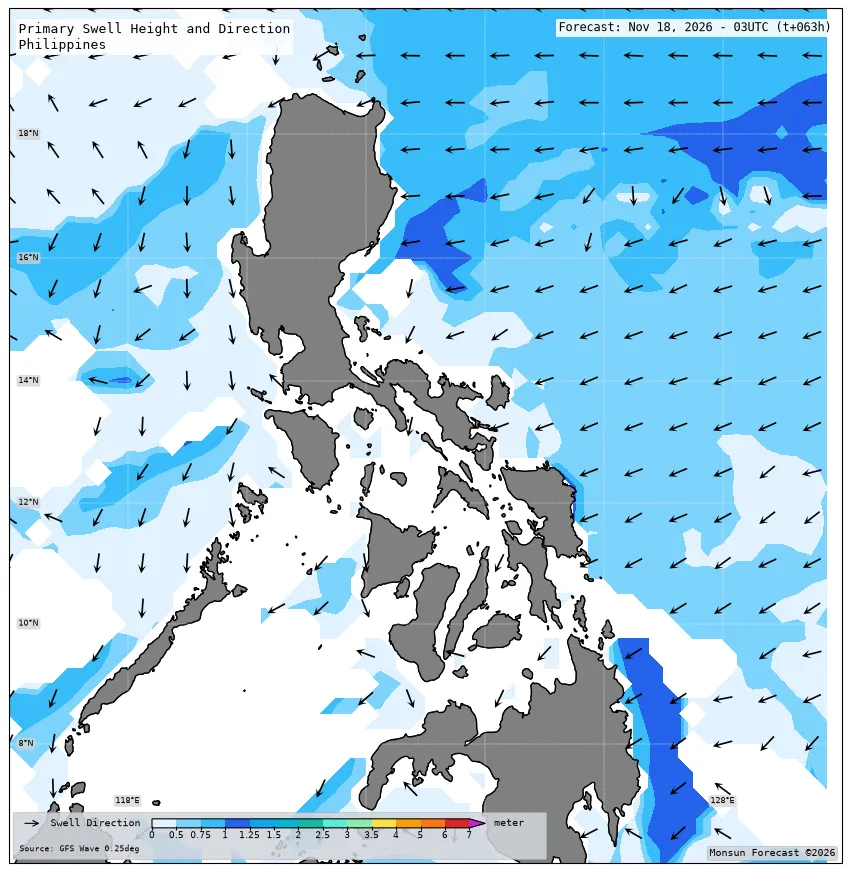 Primary Swell Height and Direction
Philippines
Forecast: Nov 18, 2026 - 03UTC (t+063h)
18°N
16°N
14°N
12°N
10°N
8°N
118°E
128°E
Swell Direction
meter
0 0.5 0.75 1 1.25 1.5 2 2.5 3 3.5 4 5 6 7
Source: GFS Wave 0.25deg
Monsun Forecast ©2026